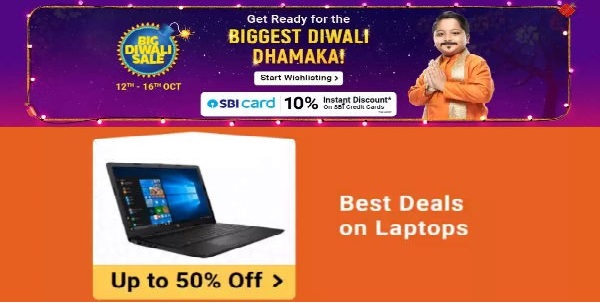 Get Ready for the
BIGGEST DIWALI
DHAMAKA!
BIG
DIWALI
SALE
12TH - 16TH OCT
Start Wishlisting >
SBI card
10%
Instant Discount*
On SBI Credit Cards
Best Deals
on Laptops
Up to 50% Off >